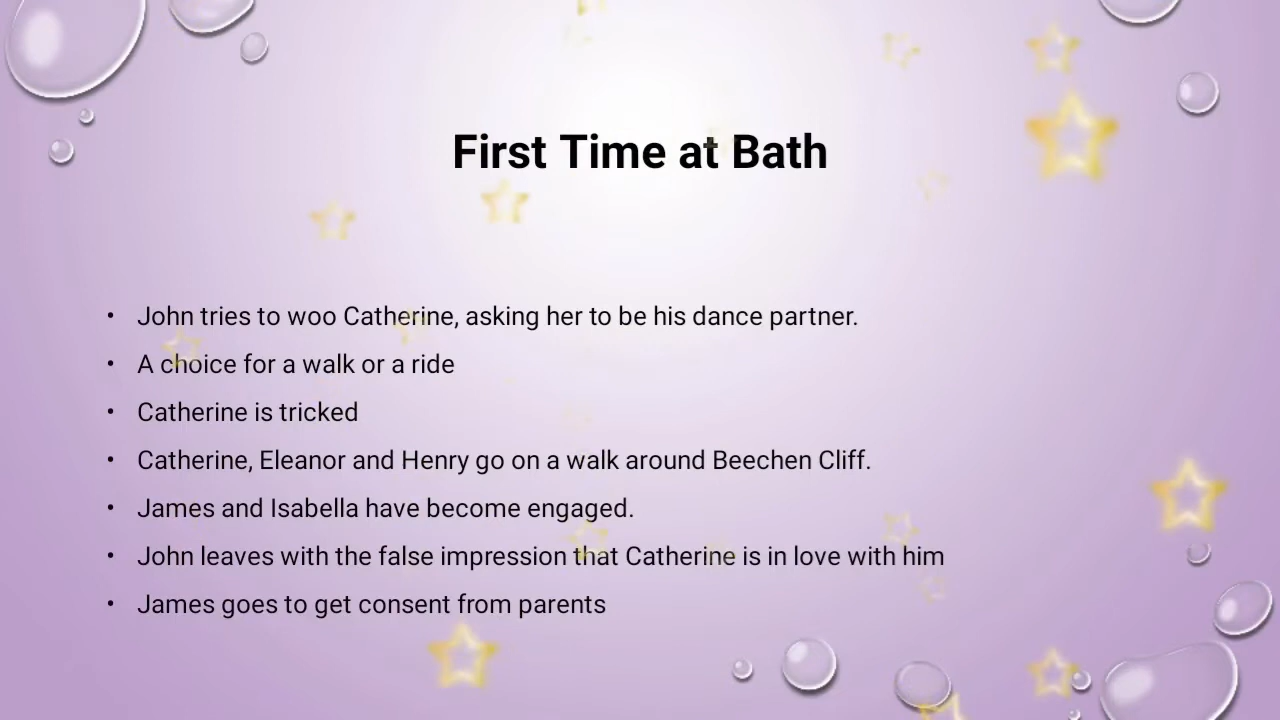 First Time at Bath
• John tries to woo Catherine, asking her to be his dance partner.
• A choice for a walk or a ride
• Catherine is tricked
• Catherine, Eleanor and Henry go on a walk around Beechen Cliff.
• James and Isabella have become engaged.
• John leaves with the false impression that Catherine is in love with him
• James goes to get consent from parents